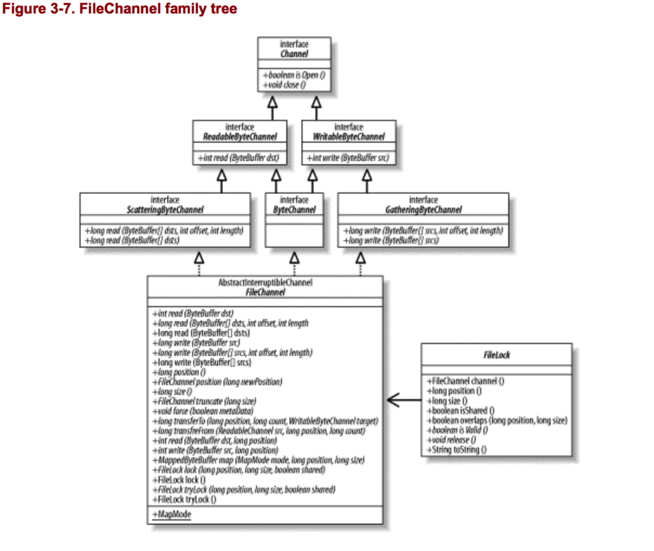 Figure 3-7. FileChannel family tree
interface
Channel
+boolean is Open ()
+void close ()
interface
ReadableByteChannel
+int read (ByteBuffer dst)
interface
WritableByteChannel
+int write (ByteBuffer src)
interface
ScatteringByteChannel
+long read (ByteBuffer[] dsts, int offset, int length)
+long read (ByteBuffer[] dsts)
interface
ByteChannel
interface
GatheringByteChannel
+long write (ByteBuffer[] srcs, int offset, int length)
+long write (ByteBuffer[] srcs)
AbstractInterruptibleChannel
FileChannel
+int read (ByteBuffer dst)
+long read (ByteBuffer[] dsts, int offset, int length
+long read (ByteBuffer[] dsts)
+long write (ByteBuffer src)
+long write (ByteBuffer[] srcs, int offset, int length)
+long write (ByteBuffer[] srcs)
+long position ()
+FileChannel position (long newPosition)
+long size ()
+FileChannel truncate (long size)
+void force (boolean metaData)
+long transferTo (long position, long count, WritableByteChannel target)
+long transfreFrom (ReadableChannel src, long position, long count)
+int read (ByteBuffer dst, long position)
+int write (ByteBuffer src, long position)
+MappedByteBuffer map (MapMode mode, long position, long size)
+FileLock lock (long position, long size, boolean shared)
+FileLock lock ()
+FileLock tryLock (long position, long size, boolean shared)
+FileLock tryLock ()
+MapMode
FileLock
+FileChannel channel ()
+long position ()
+long size ()
+boolean isShared ()
+boolean overlaps (long position, long size)
+boolean is Valid ()
+void release ()
+String toString ()